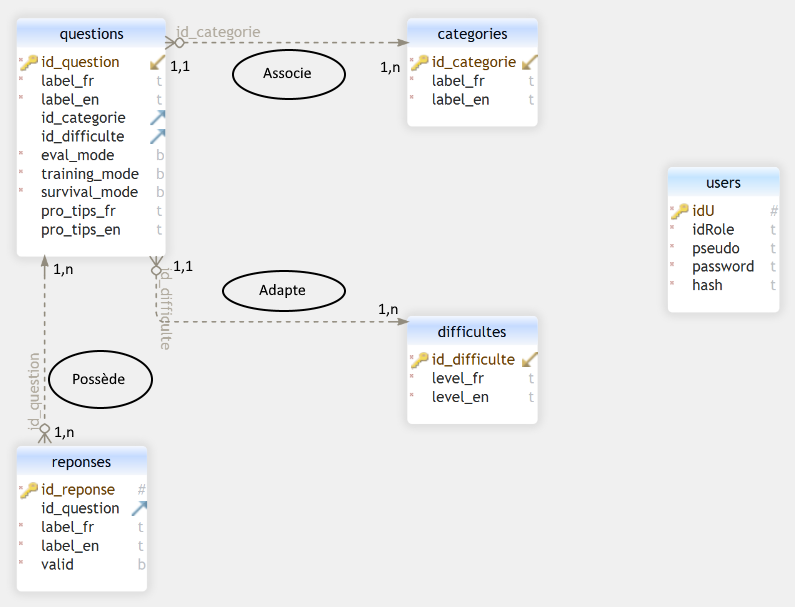 questions
id_question
label_fr t
label_en t
id_categorie
id_difficulte
eval_mode b
training_mode b
survival_mode b
pro_tips_fr t
pro_tips_en t
id_categorie
1,1
Associe
1,n
categories
id_categorie
label_fr t
label_en t
users
idU #
idRole t
pseudo t
password t
hash t
1,n
1,1
id_difficulte
Adapte
1,n
difficultes
id_difficulte
level_fr t
level_en t
id_question
Possède
1,n
reponses
id_reponse #
id_question
label_fr t
label_en t
valid b